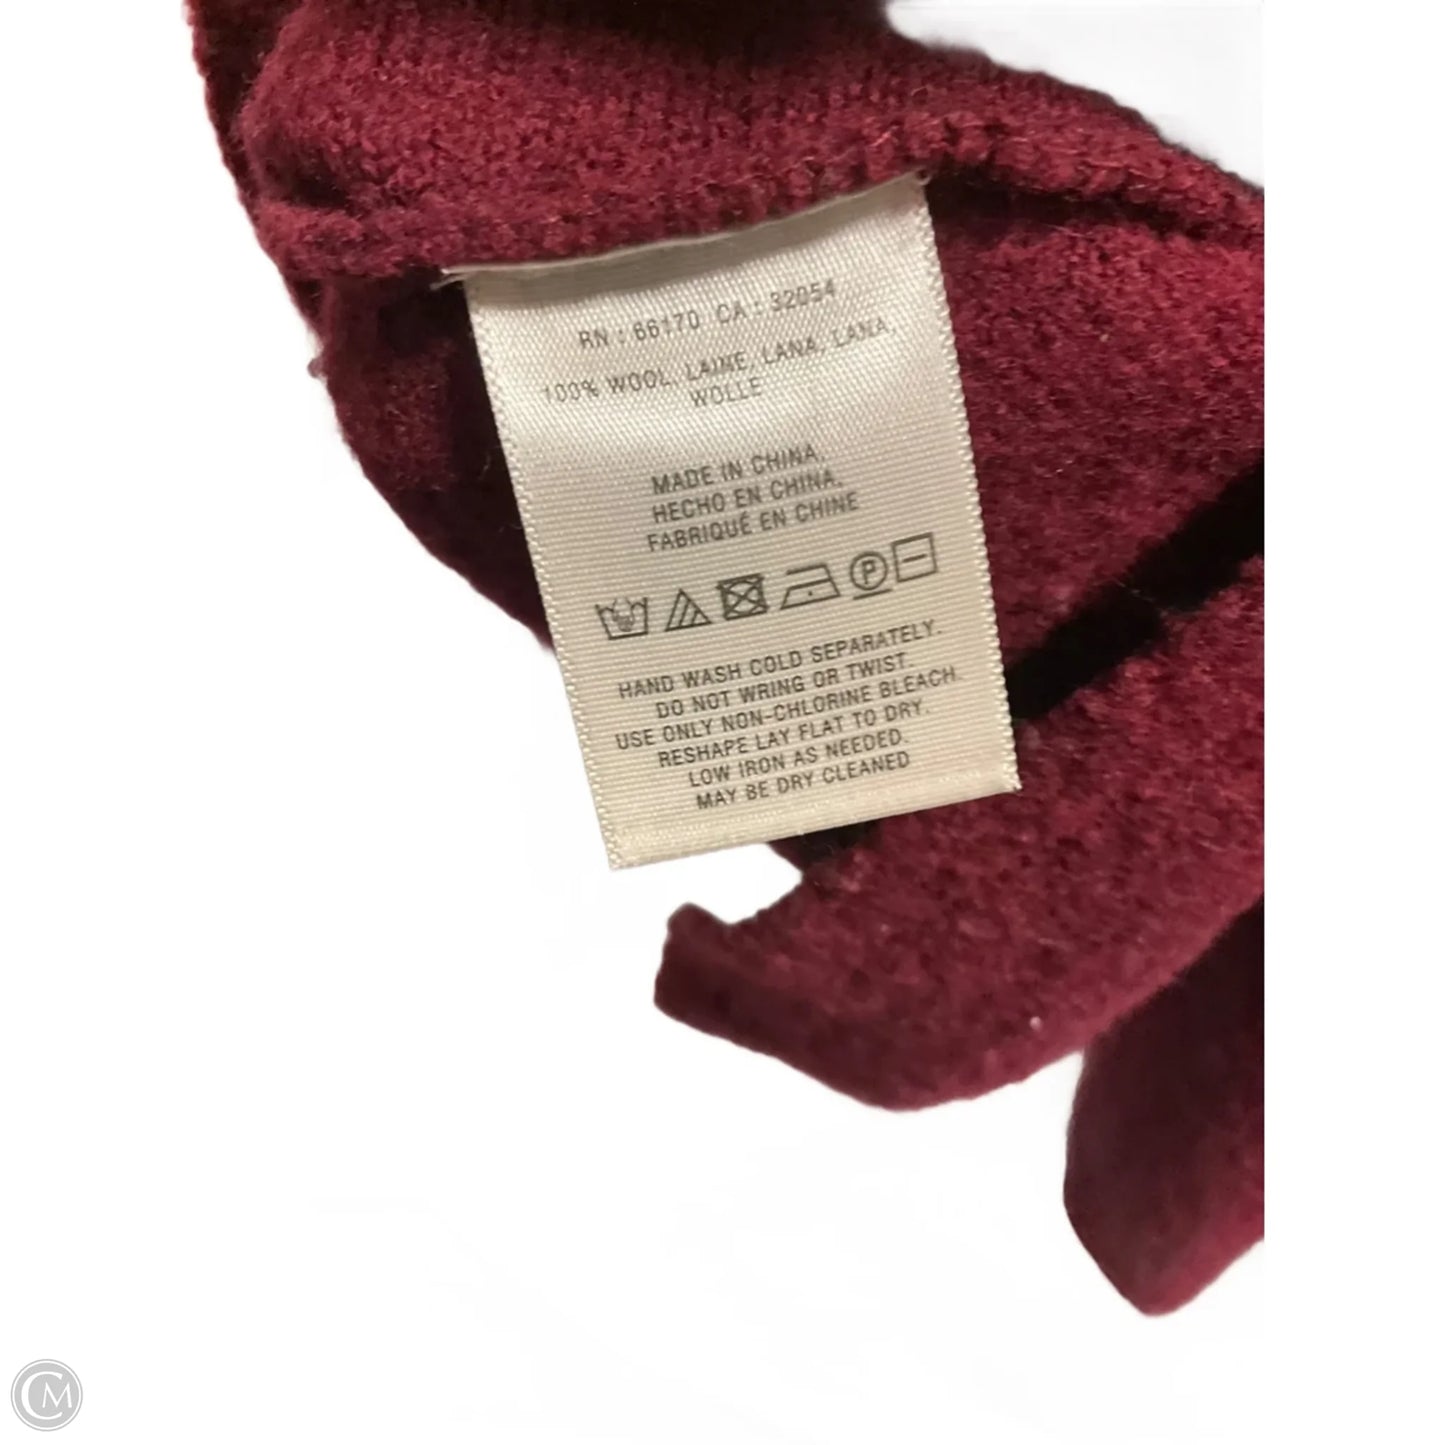 RN : 66170 CA : 32054
100% WOOL, LAINE, LANA, LANA,
WOLLE
MADE IN CHINA.
HECHO EN CHINA.
FABRIQUÉ EN CHINE
P
HAND WASH COLD SEPARATELY.
DO NOT WRING OR TWIST.
USE ONLY NON-CHLORINE BLEACH.
RESHAPE LAY FLAT TO DRY.
LOW IRON AS NEEDED.
MAY BE DRY CLEANED
CM